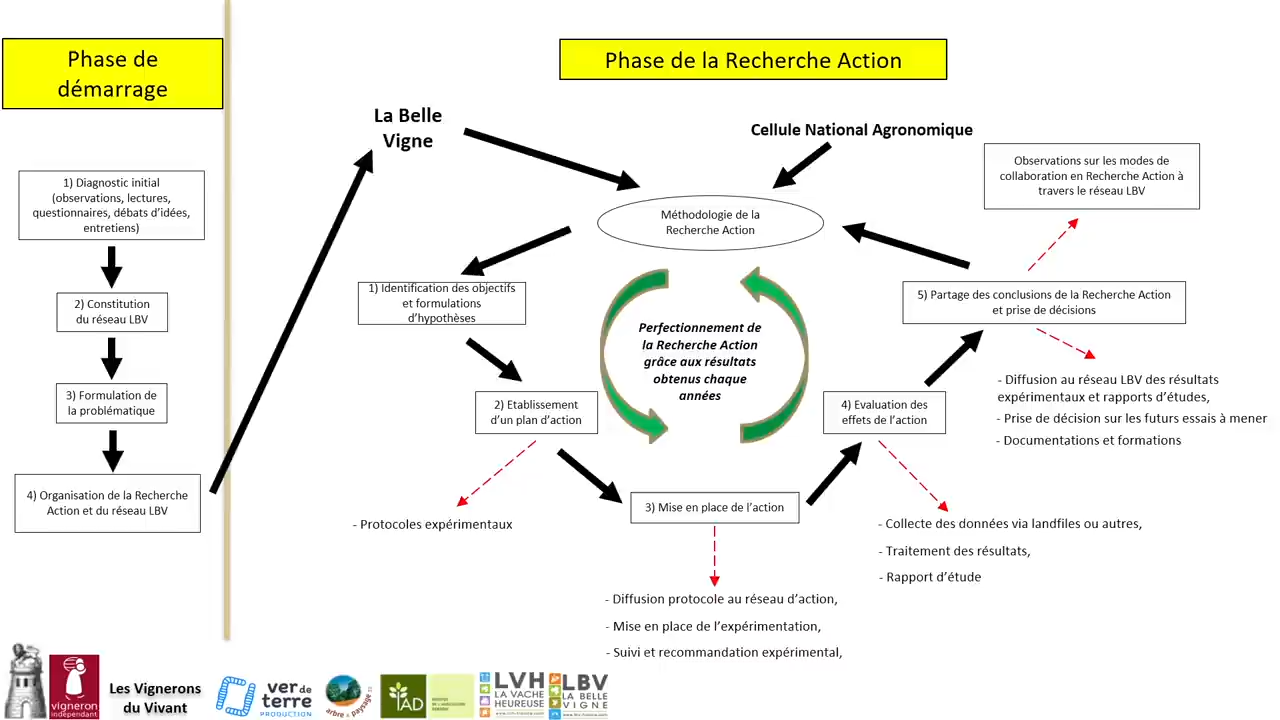 Phase de
démarrage
1) Diagnostic initial
(observations, lectures,
questionnaires, débats d’idées,
entretiens)
2) Constitution
du réseau LBV
3) Formulation de
la problématique
4) Organisation de la Recherche
Action et du réseau LBV
Phase de la Recherche Action
La Belle
Vigne
Cellule National Agronomique
Méthodologie de la
Recherche Action
Observations sur les modes de
collaboration en Recherche Action à
travers le réseau LBV
1) Identification des objectifs
et formulations
d’hypothèses
Perfectionnement de
la Recherche Action
grâce aux résultats
obtenus chaque
années
5) Partage des conclusions de la Recherche Action
et prise de décisions
2) Etablissement
d’un plan d’action
4) Evaluation des
effets de l’action
- Diffusion au réseau LBV des résultats
expérimentaux et rapports d’études,
- Prise de décision sur les futurs essais à mener
- Documentations et formations
3) Mise en place de l’action
- Protocoles expérimentaux
- Collecte des données via landfiles ou autres,
- Traitement des résultats,
- Rapport d’étude
- Diffusion protocole au réseau d’action,
- Mise en place de l’expérimentation,
- Suivi et recommandation expérimental,
vigneron
indépendant
Les Vignerons
du Vivant
ver de
terre
PRODUCTION
arbre & paysage 32
IAD
LVH
LA VACHE
HEUREUSE
LBV
LA BELLE
VIGNE